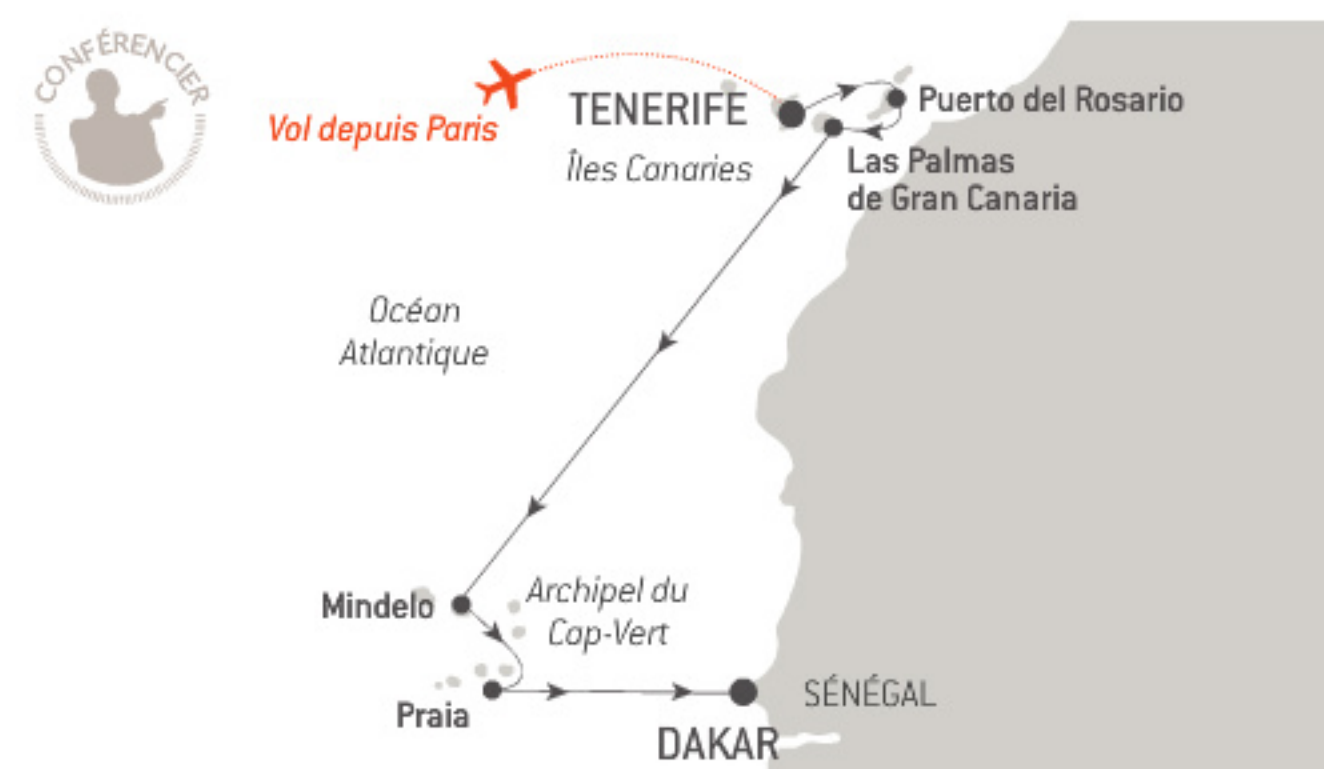 CONFÉRENCIER
Vol depuis Paris
TENERIFE
Îles Canaries
Puerto del Rosario
Las Palmas
de Gran Canaria
Océan
Atlantique
Mindelo
Archipel du
Cap-Vert
Praia
SÉNÉGAL
DAKAR